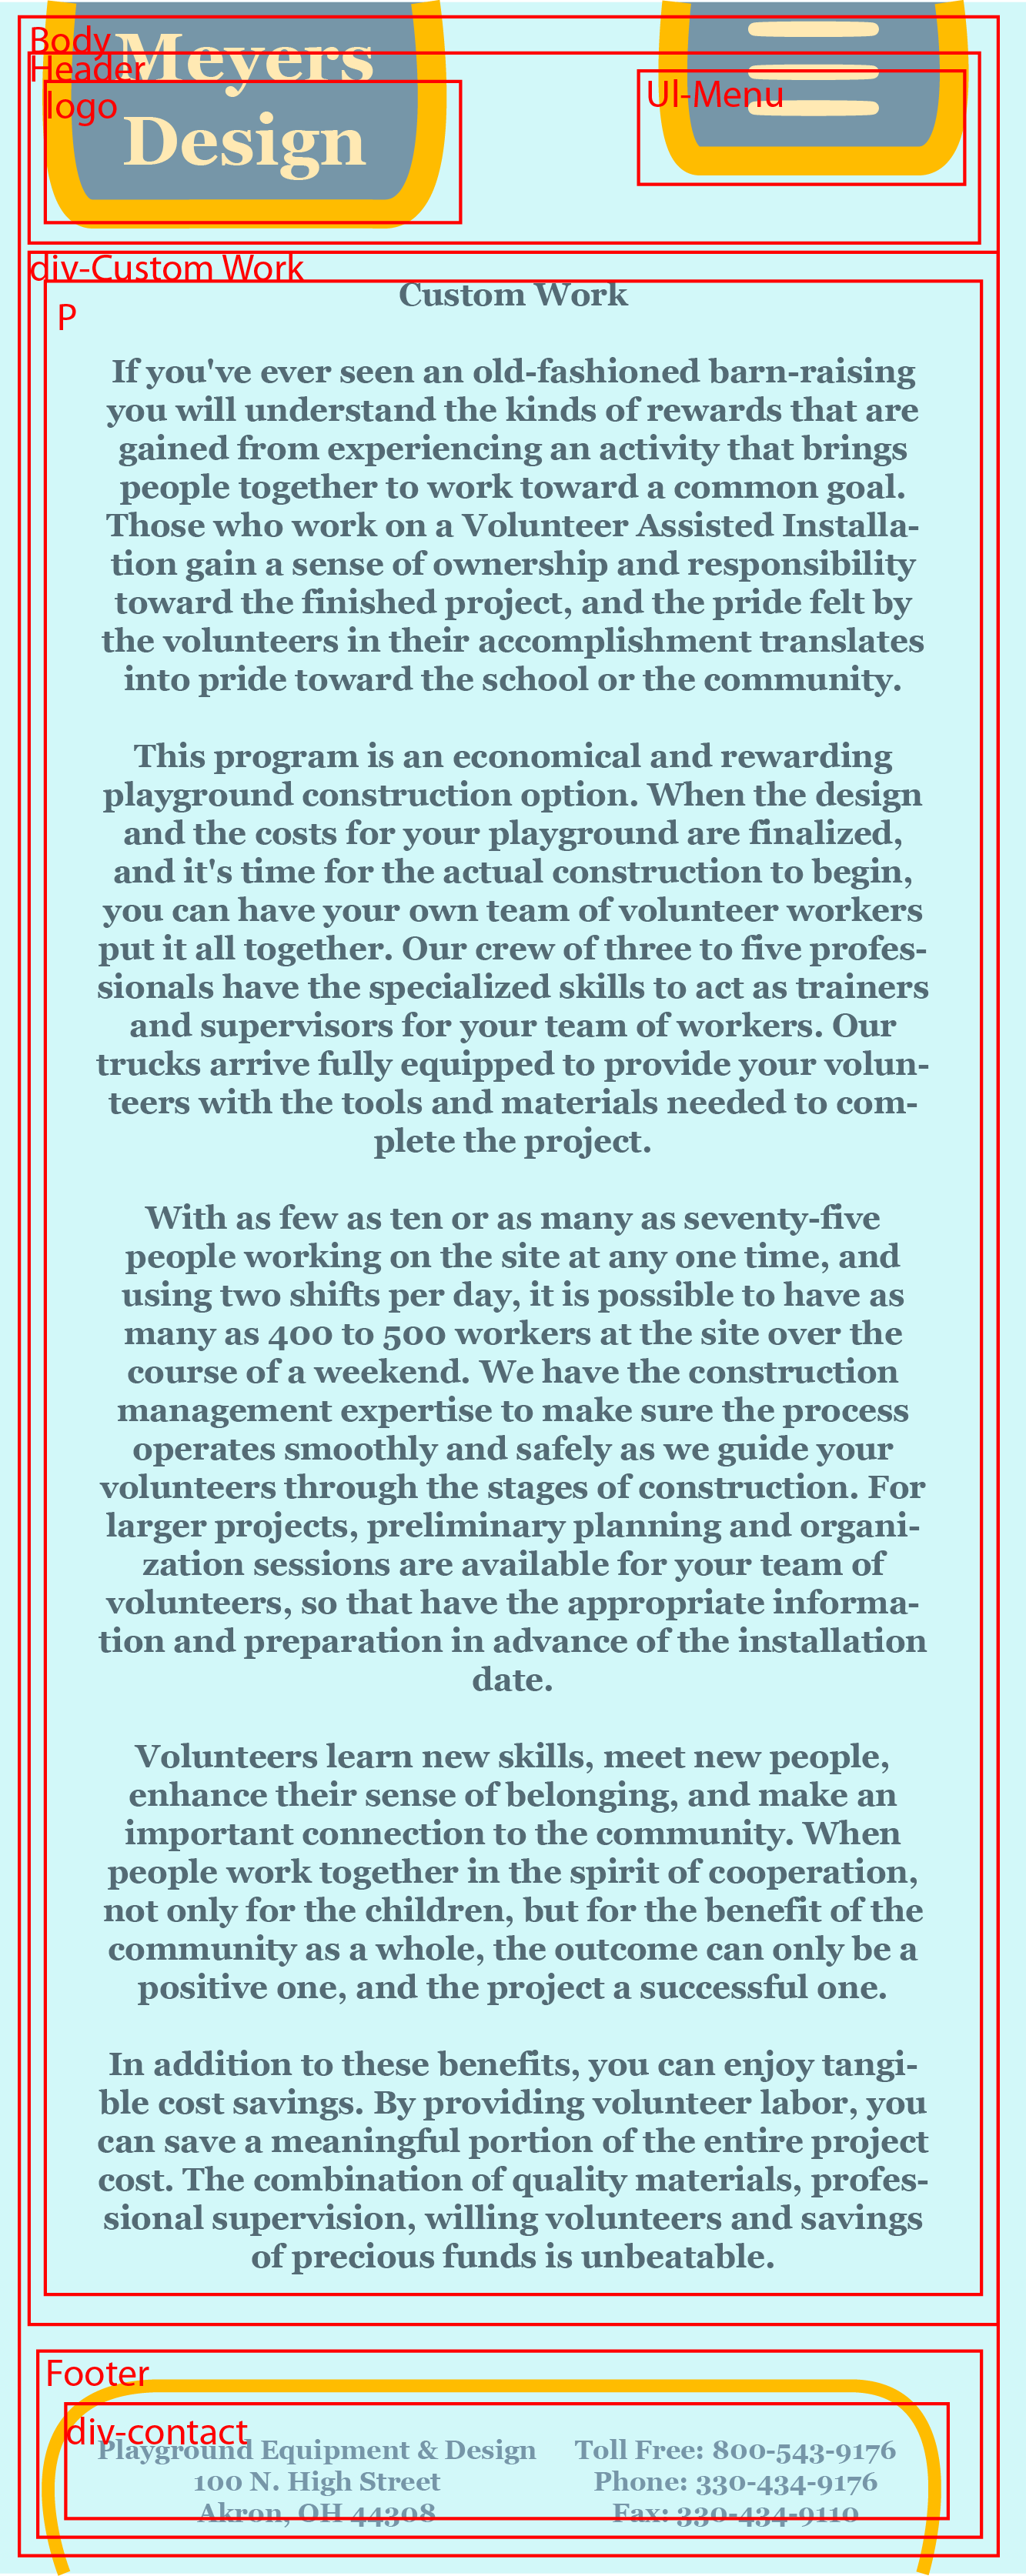 Body
Header
logo
Meyers
Design
Ul-Menu
div-Custom Work
P
Custom Work
If you've ever seen an old-fashioned barn-raising
you will understand the kinds of rewards that are
gained from experiencing an activity that brings
people together to work toward a common goal.
Those who work on a Volunteer Assisted Installa-
tion gain a sense of ownership and responsibility
toward the finished project, and the pride felt by
the volunteers in their accomplishment translates
into pride toward the school or the community.
This program is an economical and rewarding
playground construction option. When the design
and the costs for your playground are finalized,
and it's time for the actual construction to begin,
you can have your own team of volunteer workers
put it all together. Our crew of three to five profes-
sionals have the specialized skills to act as trainers
and supervisors for your team of workers. Our
trucks arrive fully equipped to provide your volun-
teers with the tools and materials needed to com-
plete the project.
With as few as ten or as many as seventy-five
people working on the site at any one time, and
using two shifts per day, it is possible to have as
many as 400 to 500 workers at the site over the
course of a weekend. We have the construction
management expertise to make sure the process
operates smoothly and safely as we guide your
volunteers through the stages of construction. For
larger projects, preliminary planning and organi-
zation sessions are available for your team of
volunteers, so that have the appropriate informa-
tion and preparation in advance of the installation
date.
Volunteers learn new skills, meet new people,
enhance their sense of belonging, and make an
important connection to the community. When
people work together in the spirit of cooperation,
not only for the children, but for the benefit of the
community as a whole, the outcome can only be a
positive one, and the project a successful one.
In addition to these benefits, you can enjoy tangi-
ble cost savings. By providing volunteer labor, you
can save a meaningful portion of the entire project
cost. The combination of quality materials, profes-
sional supervision, willing volunteers and savings
of precious funds is unbeatable.
Footer
div-contact
Playground Equipment & Design Toll Free: 800-543-9176
100 N. High Street Phone: 330-434-9176
Akron, OH 44308 Fax: 330-434-9110